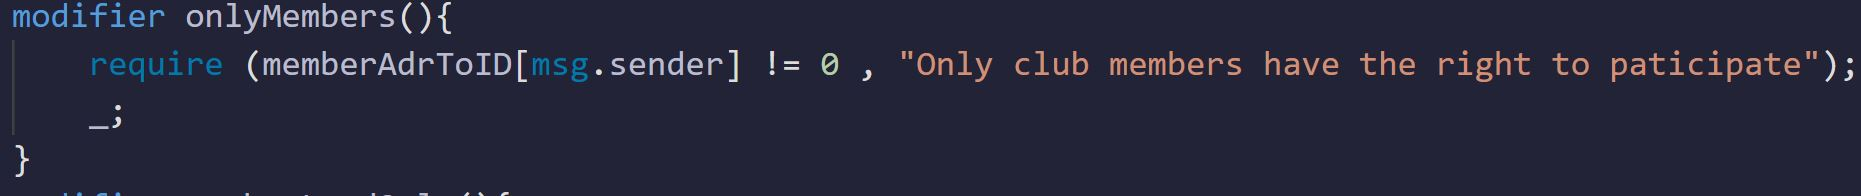 modifier onlyMembers(){
require (memberAdrToID[msg.sender] != 0 , "Only club members have the right to paticipate");
_;
}